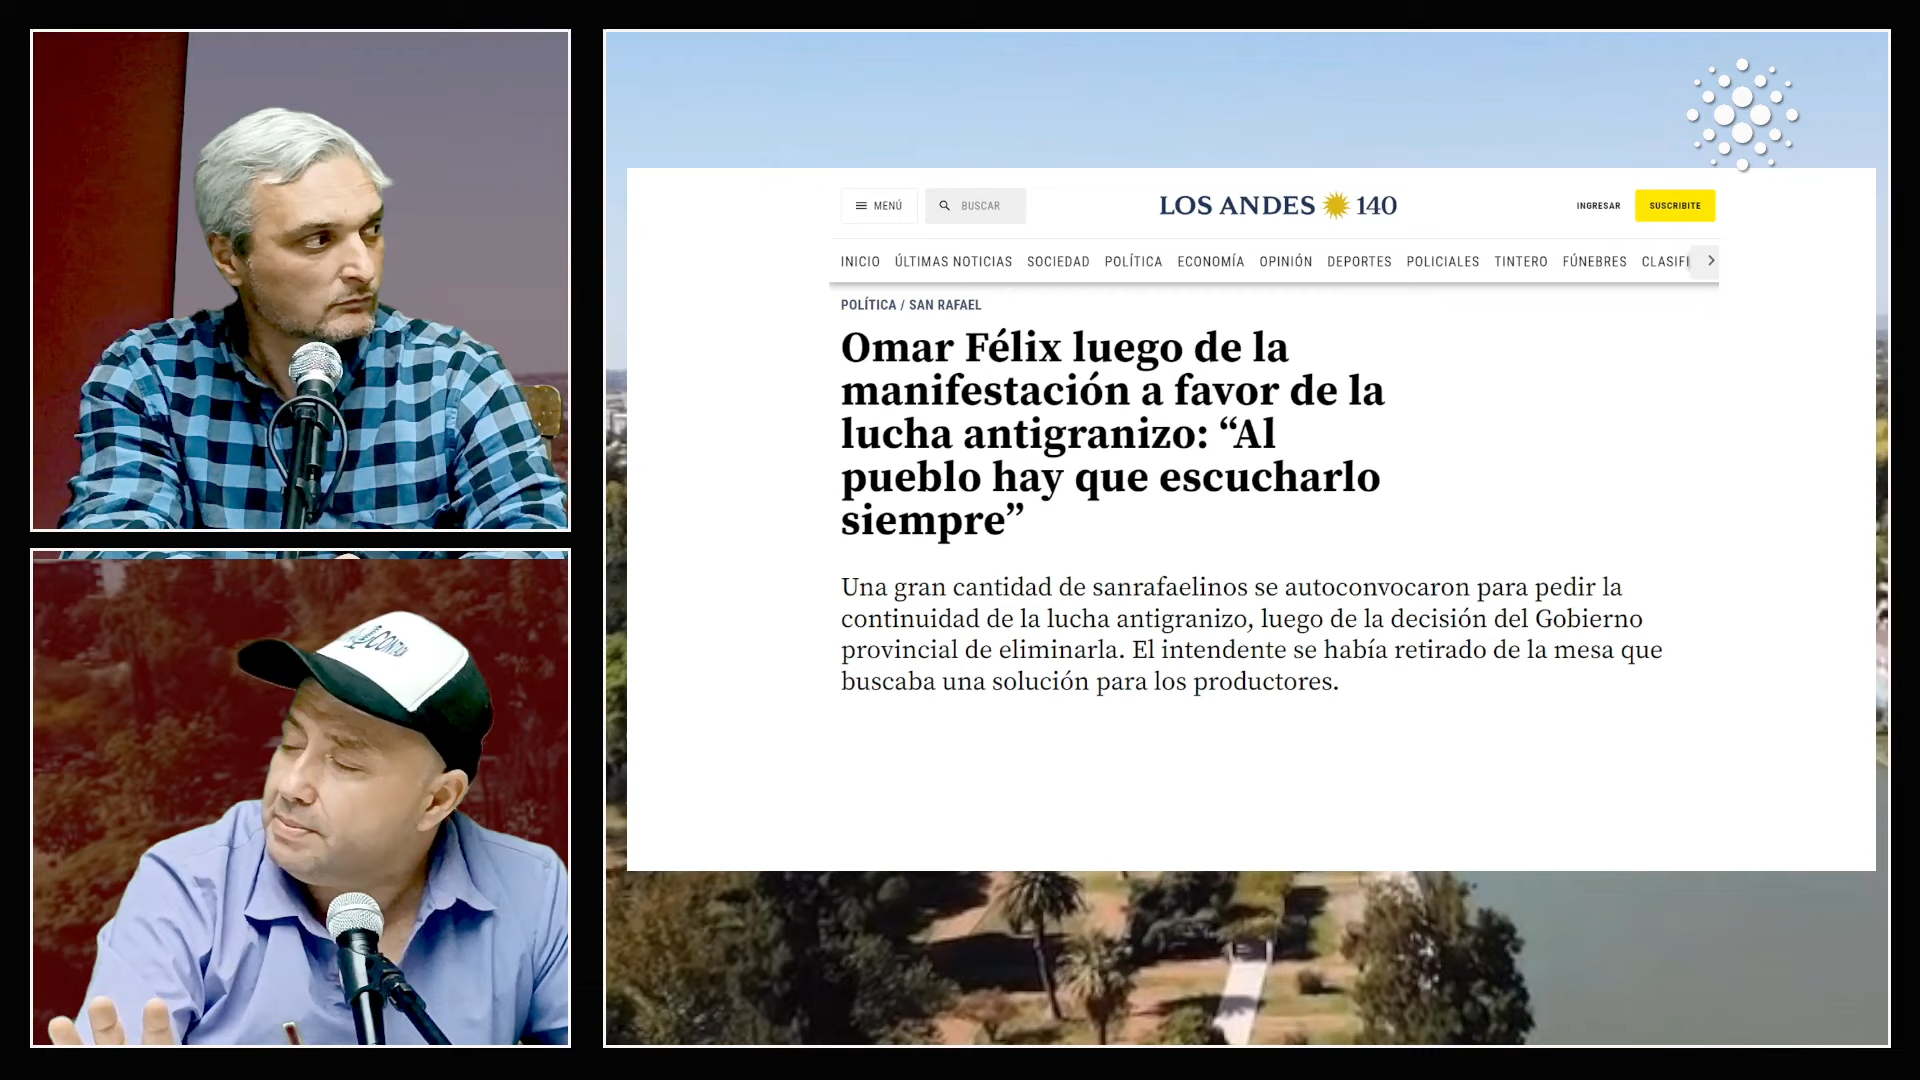 MENÚ
BUSCAR
LOS ANDES 140
INGRESAR
SUSCRIBITE
INICIO ÚLTIMAS NOTICIAS SOCIEDAD POLÍTICA ECONOMÍA OPINIÓN DEPORTES POLICIALES TINTERO FÚNEBRES CLASIFI
POLÍTICA / SAN RAFAEL
Omar Félix luego de la
manifestación a favor de la
lucha antigranizo: “Al
pueblo hay que escucharlo
siempre”
Una gran cantidad de sanrafaelinos se autoconvocaron para pedir la
continuidad de la lucha antigranizo, luego de la decisión del Gobierno
provincial de eliminarla. El intendente se había retirado de la mesa que
buscaba una solución para los productores.